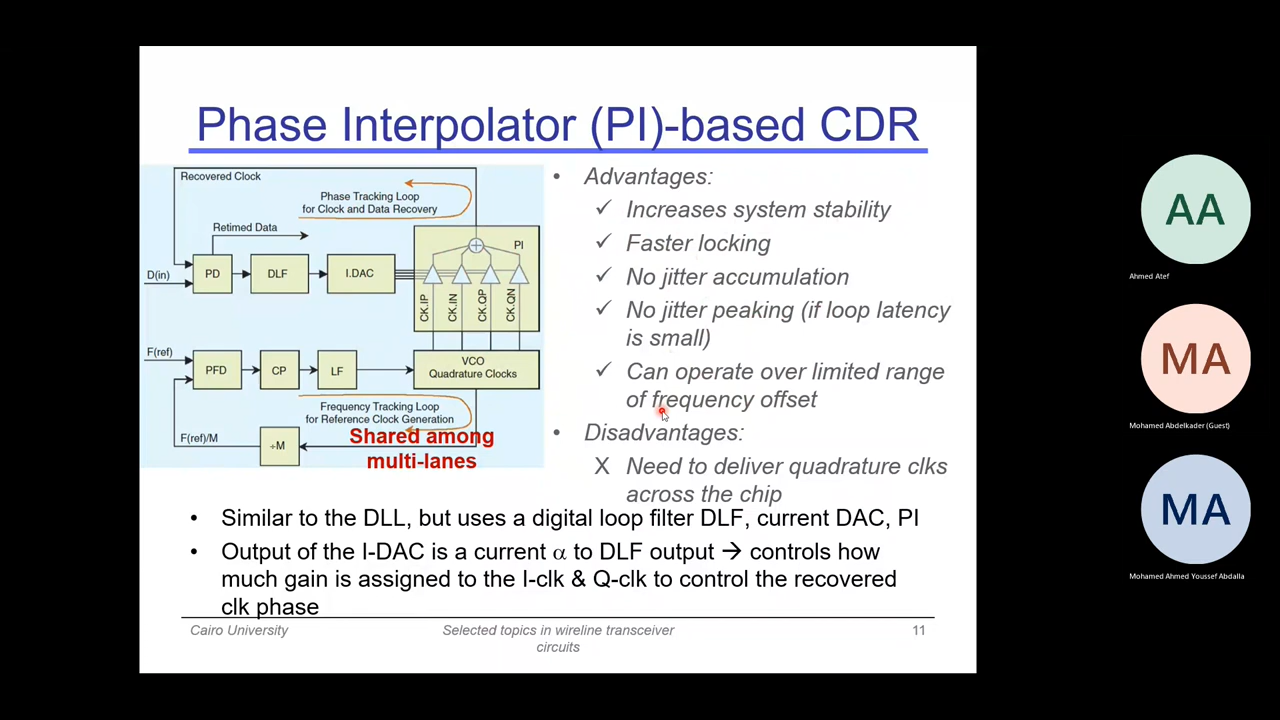 Phase Interpolator (PI)-based CDR
Recovered Clock
Phase Tracking Loop
for Clock and Data Recovery
Retimed Data
PI
D(in)
PD
DLF
I.DAC
CK.IP
CK.IN
CK.QP
CK.QN
F(ref)
PFD
CP
LF
VCO
Quadrature Clocks
Frequency Tracking Loop
for Reference Clock Generation
F(ref)/M
÷M
Shared among
multi-lanes
• Advantages:
✓ Increases system stability
✓ Faster locking
✓ No jitter accumulation
✓ No jitter peaking (if loop latency
is small)
✓ Can operate over limited range
of frequency offset
• Disadvantages:
X Need to deliver quadrature clks
across the chip
• Similar to the DLL, but uses a digital loop filter DLF, current DAC, PI
• Output of the I-DAC is a current α to DLF output → controls how
much gain is assigned to the I-clk & Q-clk to control the recovered
clk phase
Cairo University
Selected topics in wireline transceiver
circuits
11
AA
Ahmed Atef
MA
Mohamed Abdelkader (Guest)
MA
Mohamed Ahmed Youssef Abdalla